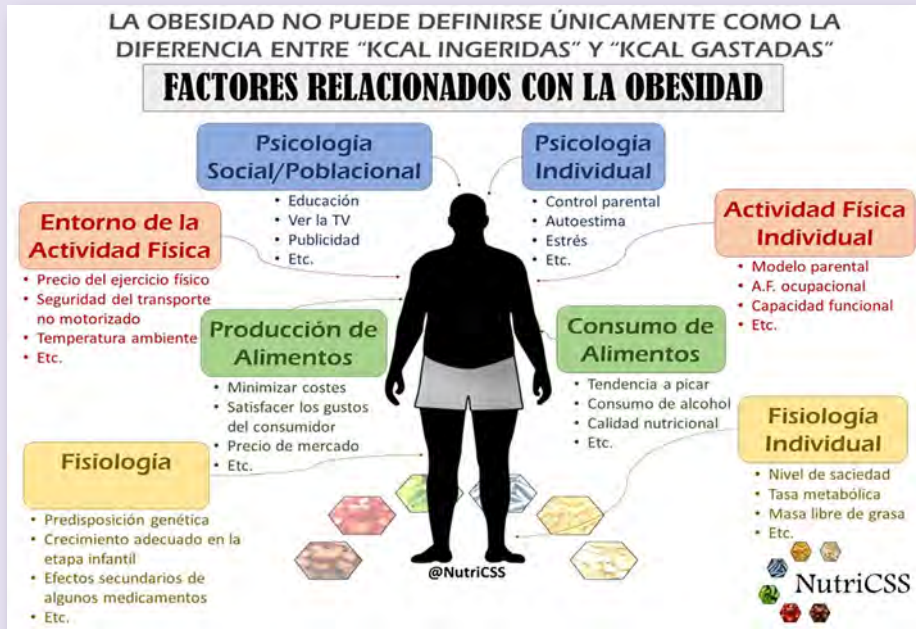 LA OBESIDAD NO PUEDE DEFINIRSE ÚNICAMENTE COMO LA
DIFERENCIA ENTRE “KCAL INGERIDAS” Y “KCAL GASTADAS”
FACTORES RELACIONADOS CON LA OBESIDAD
Psicología
Social/Poblacional
• Educación
• Ver la TV
• Publicidad
• Etc.
Psicología
Individual
• Control parental
• Autoestima
• Estrés
• Etc.
Entorno de la
Actividad Física
• Precio del ejercicio físico
• Seguridad del transporte
no motorizado
• Temperatura ambiente
• Etc.
Actividad Física
Individual
• Modelo parental
• A.F. ocupacional
• Capacidad funcional
• Etc.
Producción de
Alimentos
• Minimizar costes
• Satisfacer los gustos
del consumidor
• Precio de mercado
• Etc.
Consumo de
Alimentos
• Tendencia a picar
• Consumo de alcohol
• Calidad nutricional
• Etc.
Fisiología
• Predisposición genética
• Crecimiento adecuado en la
etapa infantil
• Efectos secundarios de
algunos medicamentos
• Etc.
Fisiología
Individual
• Nivel de saciedad
• Tasa metabólica
• Masa libre de grasa
• Etc.
@NutriCSS
NutriCSS